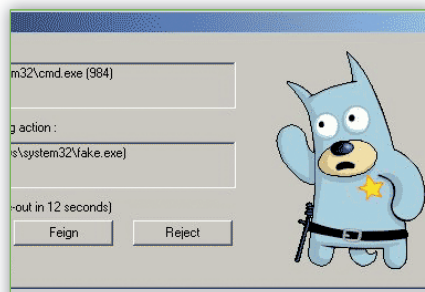 m32\cmd.exe (984)
g action :
s\system32\fake.exe)
-out in 12 seconds)
Feign Reject